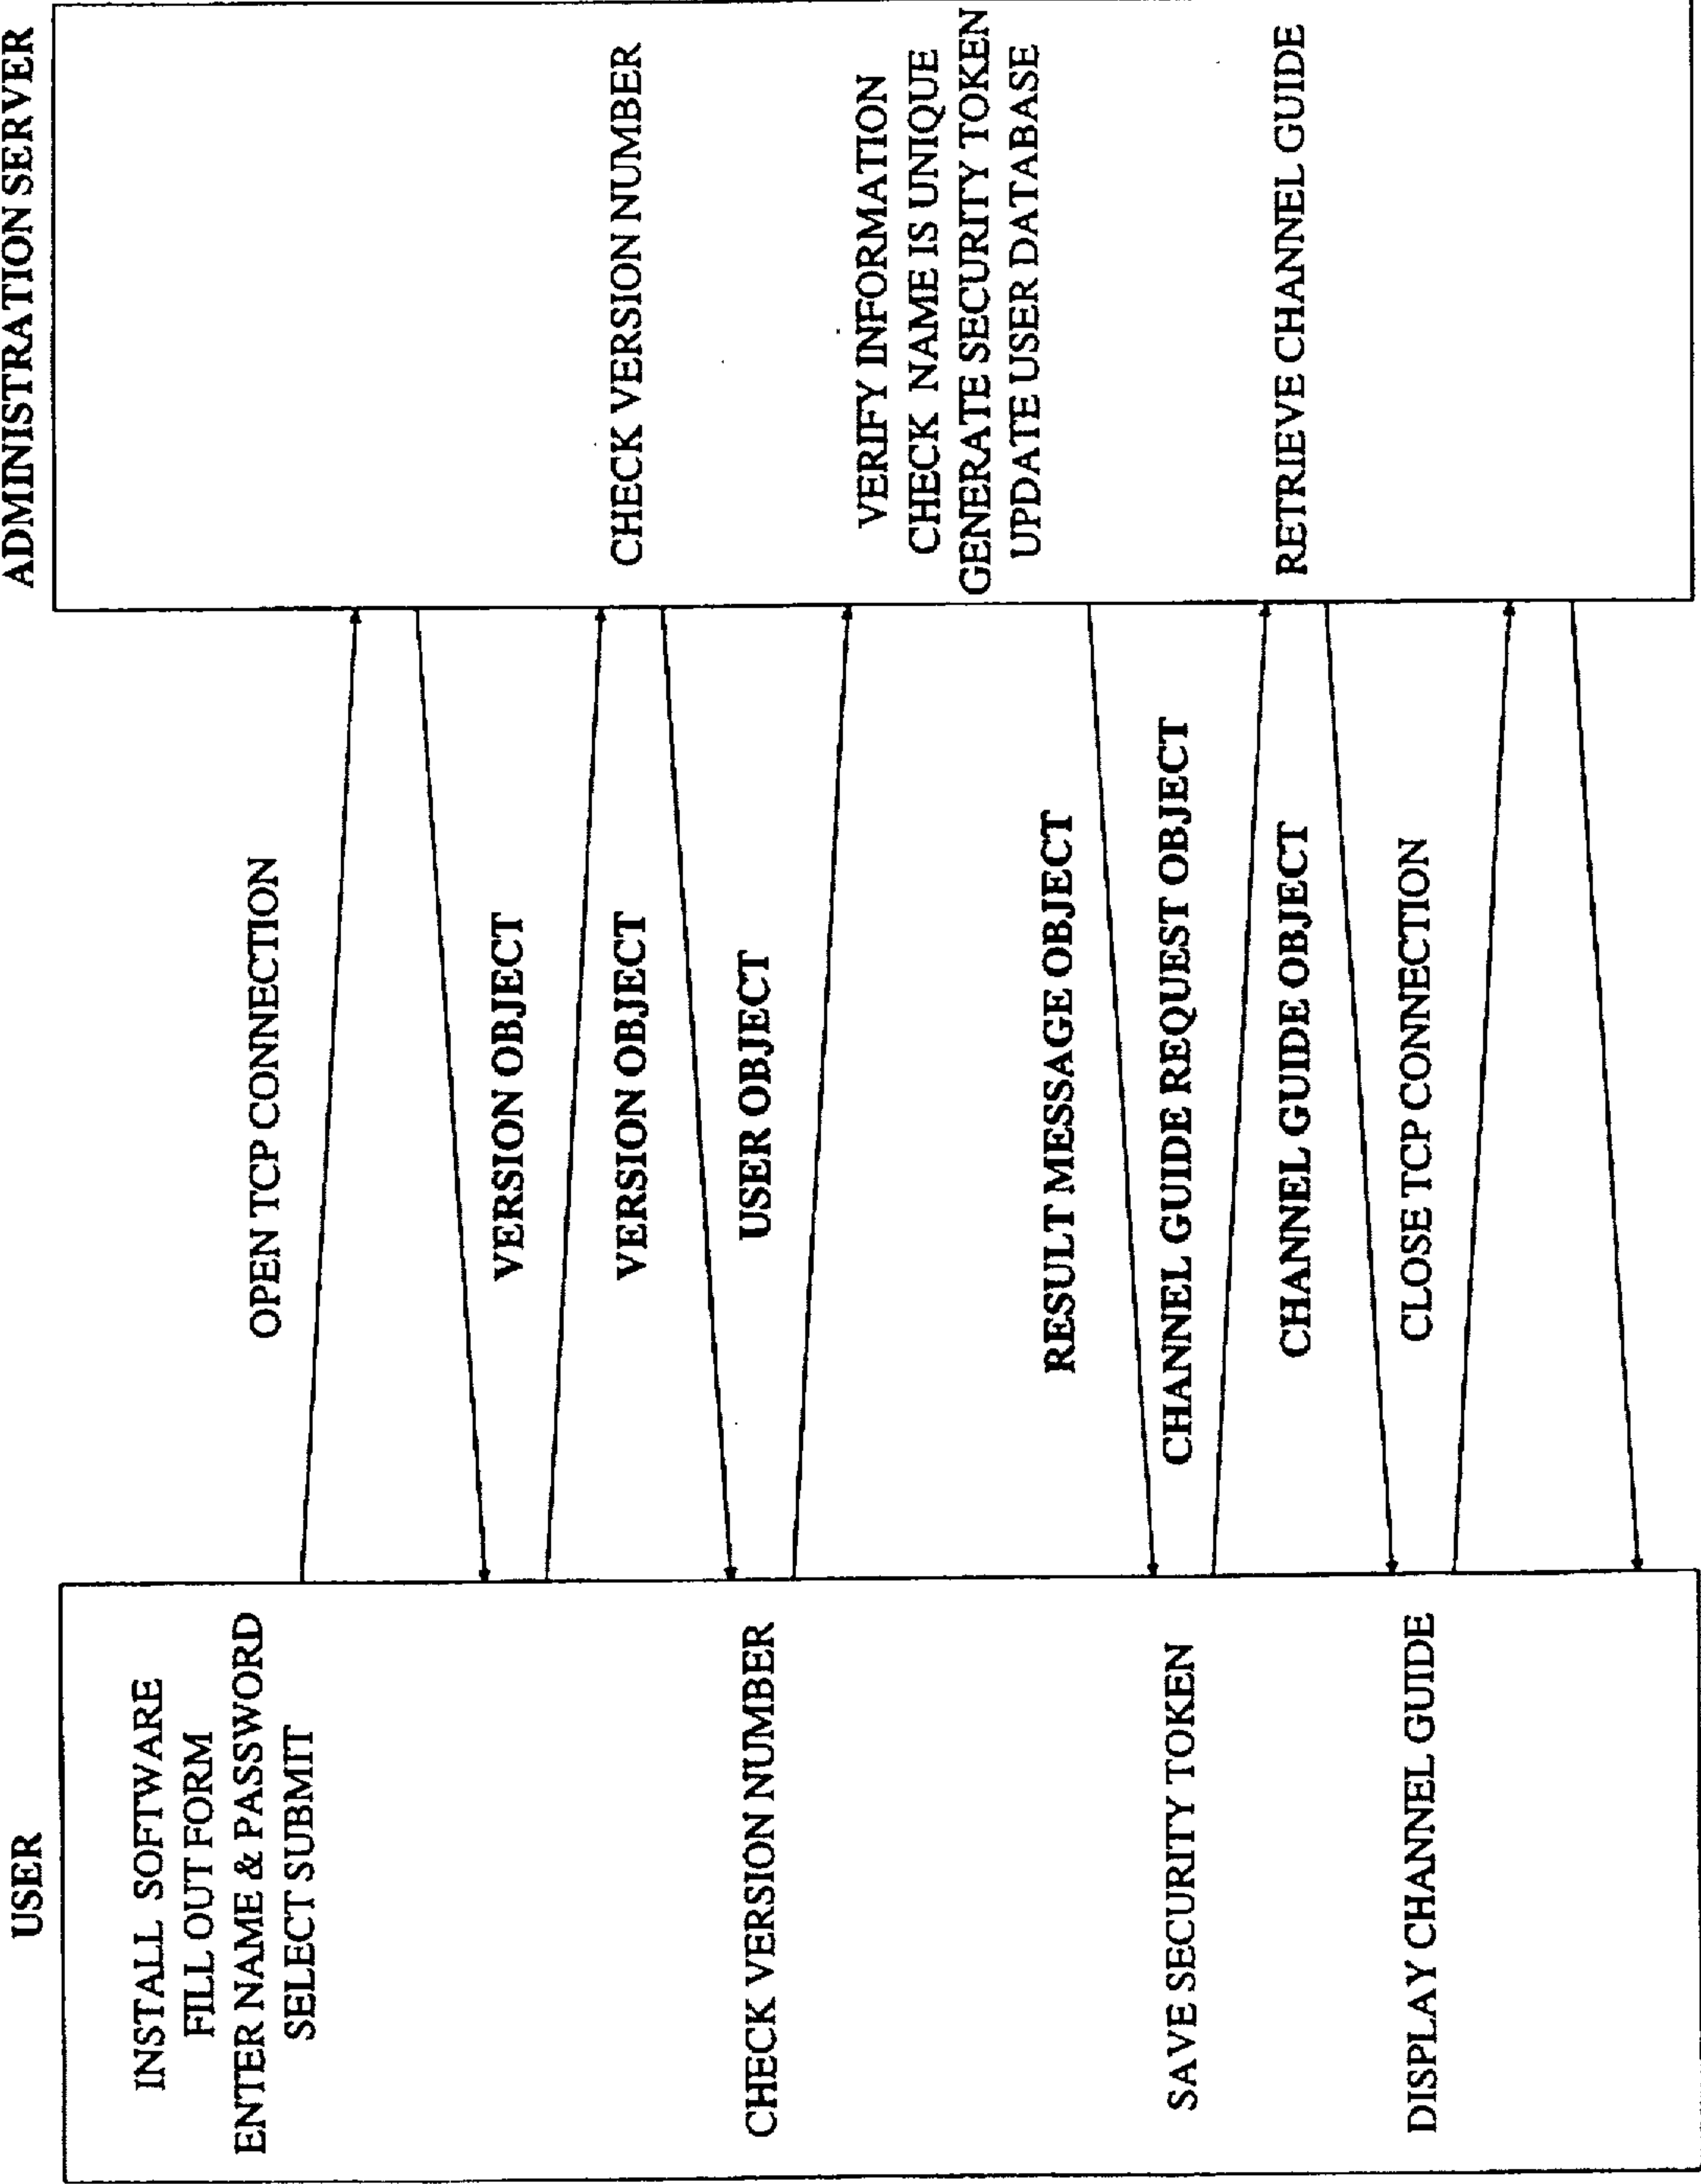 USER
ADMINISTRATION SERVER
INSTALL SOFTWARE
FILL OUT FORM
ENTER NAME & PASSWORD
SELECT SUBMIT
OPEN TCP CONNECTION
VERSION OBJECT
CHECK VERSION NUMBER
VERSION OBJECT
CHECK VERSION NUMBER
USER OBJECT
VERIFY INFORMATION
CHECK NAME IS UNIQUE
GENERATE SECURITY TOKEN
UPDATE USER DATABASE
RESULT MESSAGE OBJECT
SAVE SECURITY TOKEN
CHANNEL GUIDE REQUEST OBJECT
RETRIEVE CHANNEL GUIDE
CHANNEL GUIDE OBJECT
DISPLAY CHANNEL GUIDE
CLOSE TCP CONNECTION